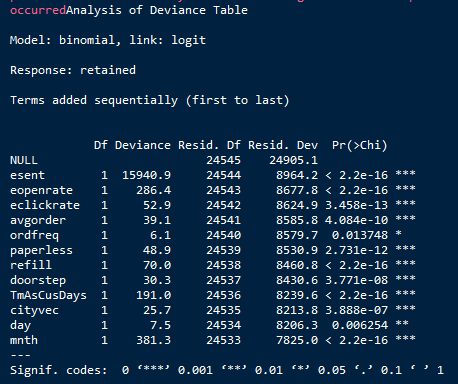 occurredAnalysis of Deviance Table
Model: binomial, link: logit
Response: retained
Terms added sequentially (first to last)
Df Deviance Resid. Df Resid. Dev Pr(>Chi)
NULL 24545 24905.1
esent 1 15940.9 24544 8964.2 < 2.2e-16 ***
eopenrate 1 286.4 24543 8677.8 < 2.2e-16 ***
eclickrate 1 52.9 24542 8624.9 3.458e-13 ***
avgorder 1 39.1 24541 8585.8 4.084e-10 ***
ordfreq 1 6.1 24540 8579.7 0.013748 *
paperless 1 48.9 24539 8530.9 2.731e-12 ***
refill 1 70.0 24538 8460.8 < 2.2e-16 ***
doorstep 1 30.3 24537 8430.6 3.771e-08 ***
TmAsCusDays 1 191.0 24536 8239.6 < 2.2e-16 ***
cityvec 1 25.7 24535 8213.8 3.888e-07 ***
day 1 7.5 24534 8206.3 0.006254 **
mnth 1 381.3 24533 7825.0 < 2.2e-16 ***
---
Signif. codes: 0 ‘***’ 0.001 ‘**’ 0.01 ‘*’ 0.05 ‘.’ 0.1 ‘ ’ 1